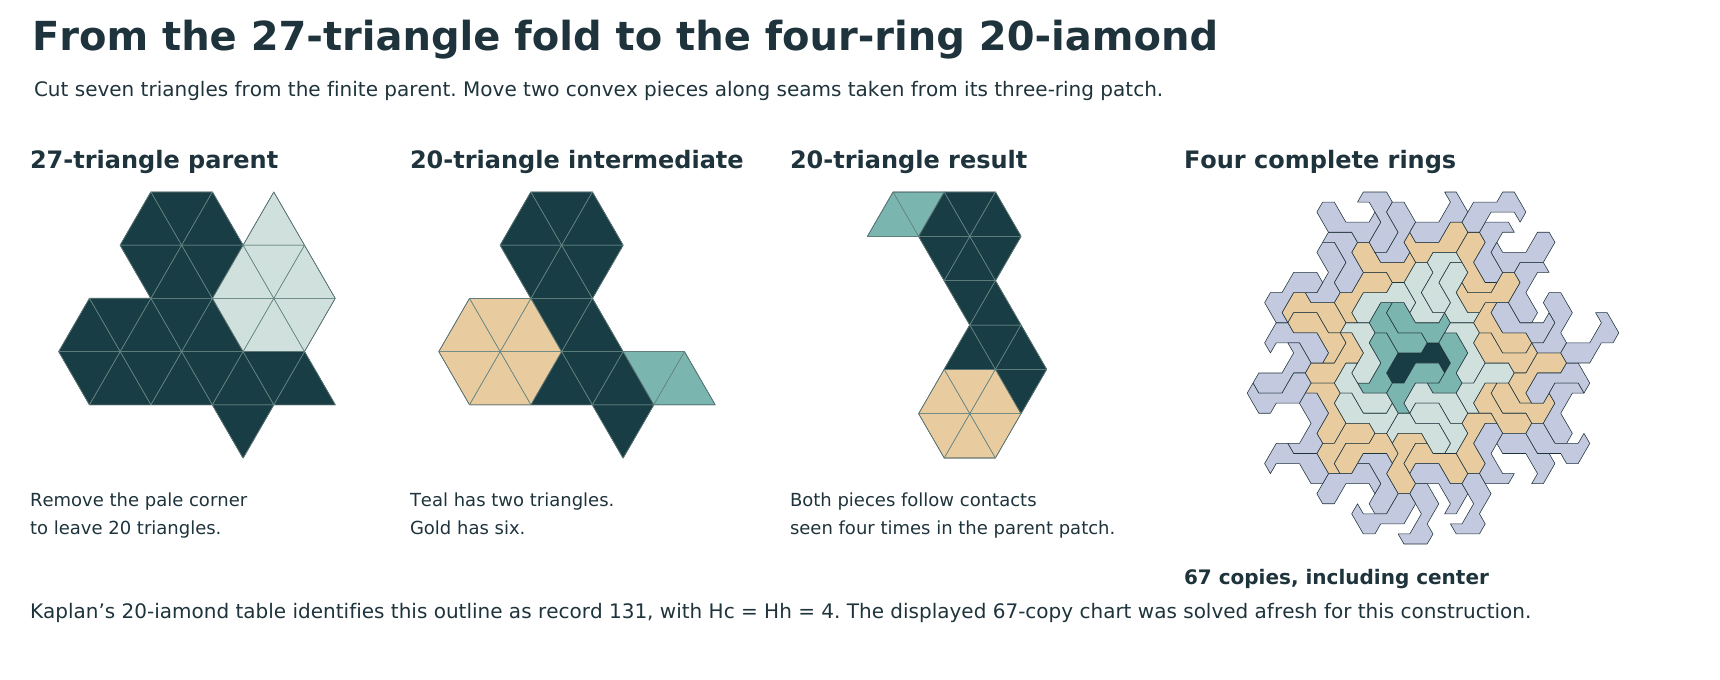 From the 27-triangle fold to the four-ring 20-iamond
Cut seven triangles from the finite parent. Move two convex pieces along seams taken from its three-ring patch.
27-triangle parent
20-triangle intermediate
20-triangle result
Four complete rings
Remove the pale corner
to leave 20 triangles.
Teal has two triangles.
Gold has six.
Both pieces follow contacts
seen four times in the parent patch.
67 copies, including center
Kaplan’s 20-iamond table identifies this outline as record 131, with Hc = Hh = 4. The displayed 67-copy chart was solved afresh for this construction.